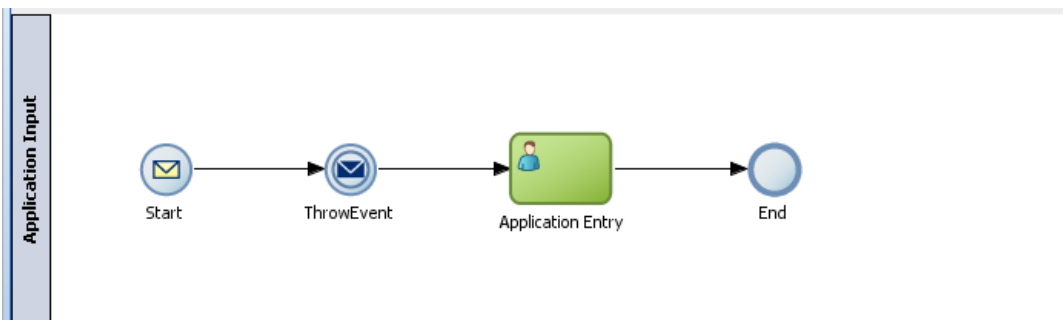 Application Input
Start
ThrowEvent
Application Entry
End